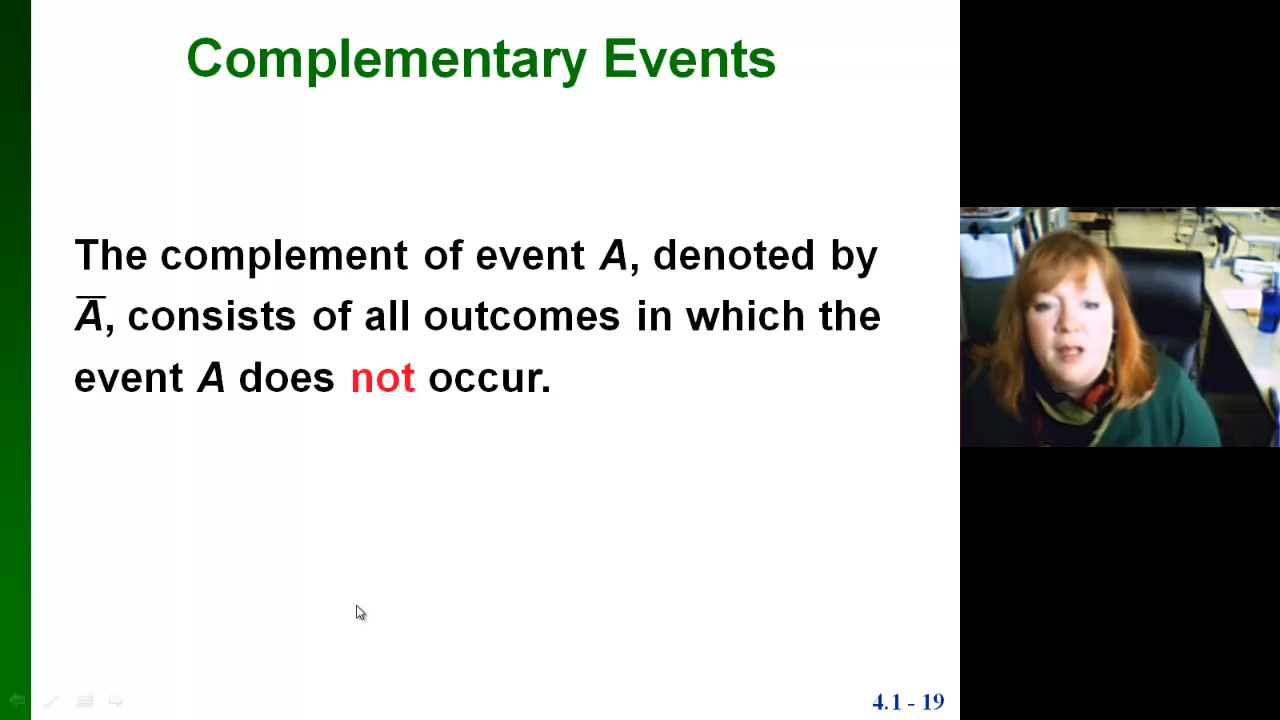 Complementary Events
The complement of event A, denoted by
A̅, consists of all outcomes in which the
event A does not occur.
4.1 - 19